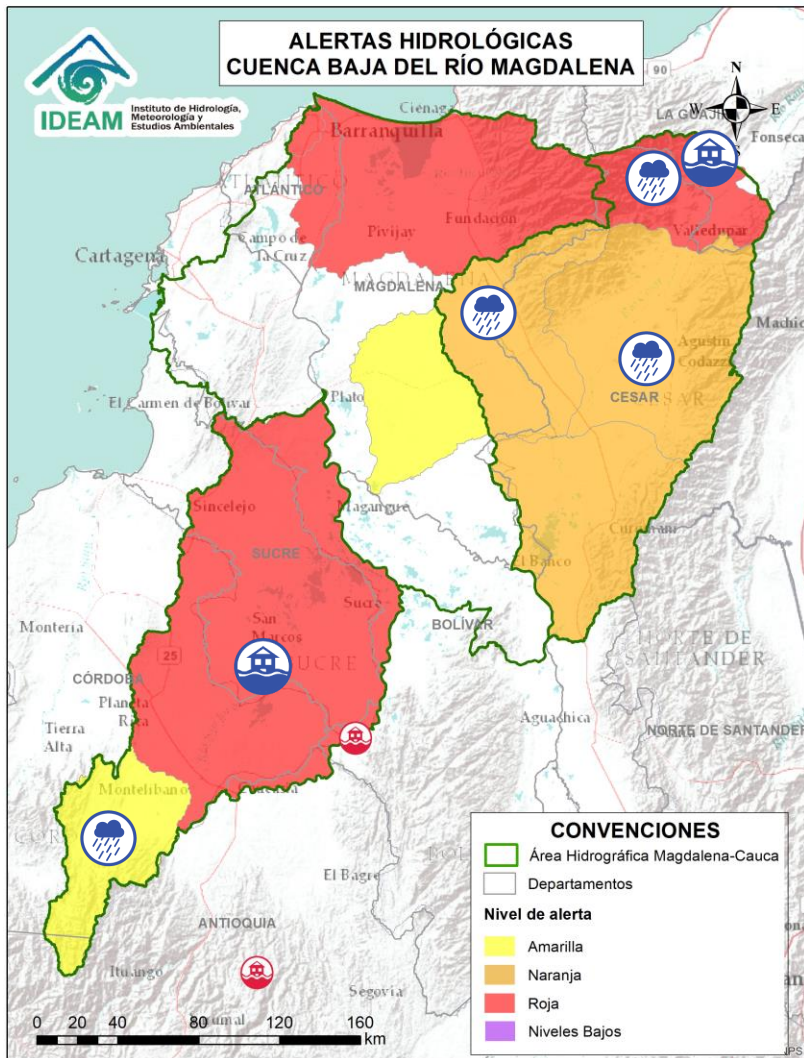 ALERTAS HIDROLÓGICAS
CUENCA BAJA DEL RÍO MAGDALENA
IDEAM
Instituto de Hidrología,
Meteorología y
Estudios Ambientales
90
N
W
E
S
Ciénaga
LA GUAJIR
Barranquilla
Fonseca
ATLÁNTICO
Pivijay
Fundación
Valledupar
Cartagena
Campo de
la Cruz
MAGDALENA
Agustín
Codazzi
El Carmen de Bolívar
Plato
CESAR
Sincelejo
Magangué
SUCRE
El Banco
San
Marcos
Sucre
SUCRE
BOLÍVAR
Montería
25
NORTE DE
SANTANDER
CÓRDOBA
Planeta
Rica
Tierra
Alta
Aguachica
NORTE DE SANTANDER
Montelíbano
El Bagre
ANTIOQUIA
Ituango
Segovia
0 20 40 80 120 160
km
CONVENCIONES
Área Hidrográfica Magdalena-Cauca
Departamentos
Nivel de alerta
Amarilla
Naranja
Roja
Niveles Bajos